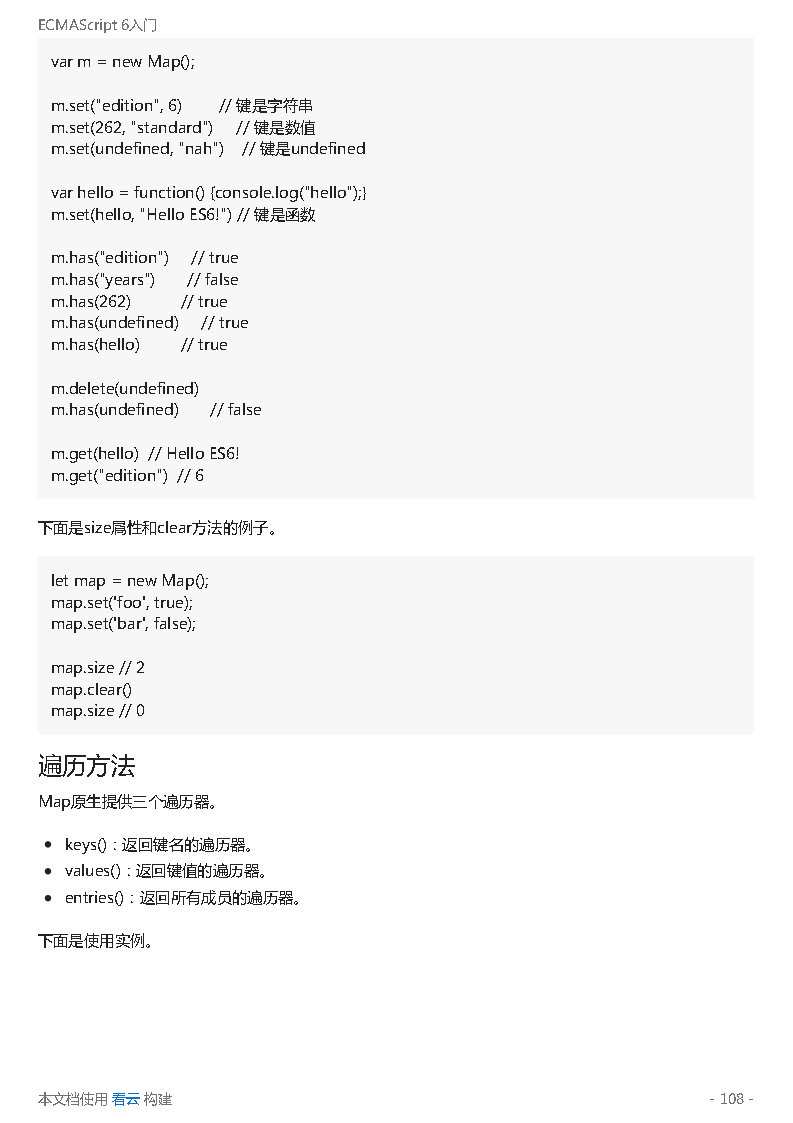 ECMAScript 6入门
var m = new Map();
m.set("edition", 6)        // 键是字符串
m.set(262, "standard")     // 键是数值
m.set(undefined, "nah")    // 键是undefined
var hello = function() {console.log("hello");}
m.set(hello, "Hello ES6!") // 键是函数
m.has("edition")     // true
m.has("years")       // false
m.has(262)           // true
m.has(undefined)     // true
m.has(hello)         // true
m.delete(undefined)
m.has(undefined)       // false
m.get(hello)  // Hello ES6!
m.get("edition")  // 6
下面是size属性和clear方法的例子。
let map = new Map();
map.set('foo', true);
map.set('bar', false);
map.size // 2
map.clear()
map.size // 0
遍历方法
Map原生提供三个遍历器。
• keys()：返回键名的遍历器。
• values()：返回键值的遍历器。
• entries()：返回所有成员的遍历器。
下面是使用实例。
本文档使用 看云 构建 - 108 -